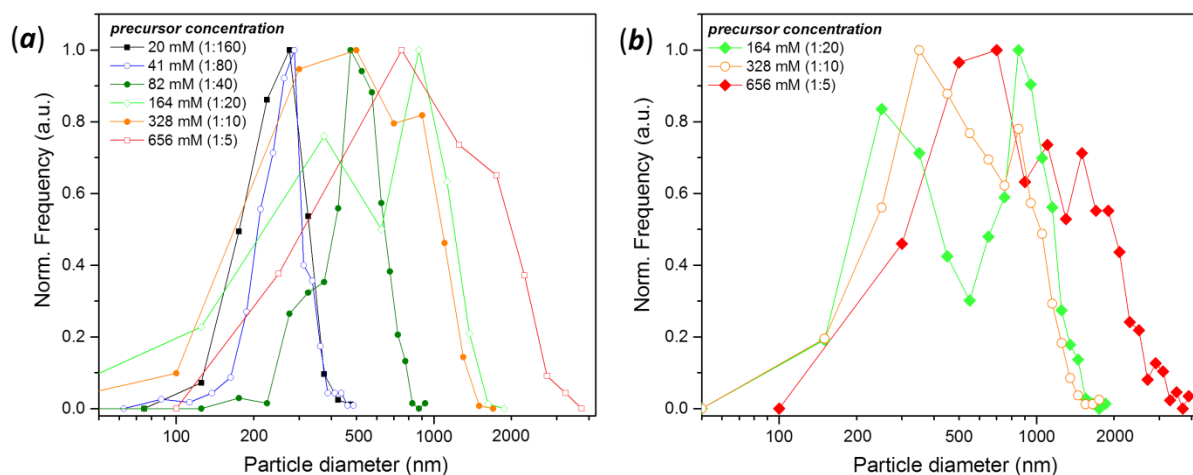 (a)
precursor concentration
20 mM (1:160)
41 mM (1:80)
82 mM (1:40)
164 mM (1:20)
328 mM (1:10)
656 mM (1:5)
Norm. Frequency (a.u.)
1.0
0.8
0.6
0.4
0.2
0.0
100 200 500 1000 2000
Particle diameter (nm)
(b)
precursor concentration
164 mM (1:20)
328 mM (1:10)
656 mM (1:5)
Norm. Frequency (a.u.)
1.0
0.8
0.6
0.4
0.2
0.0
100 200 500 1000 2000
Particle diameter (nm)